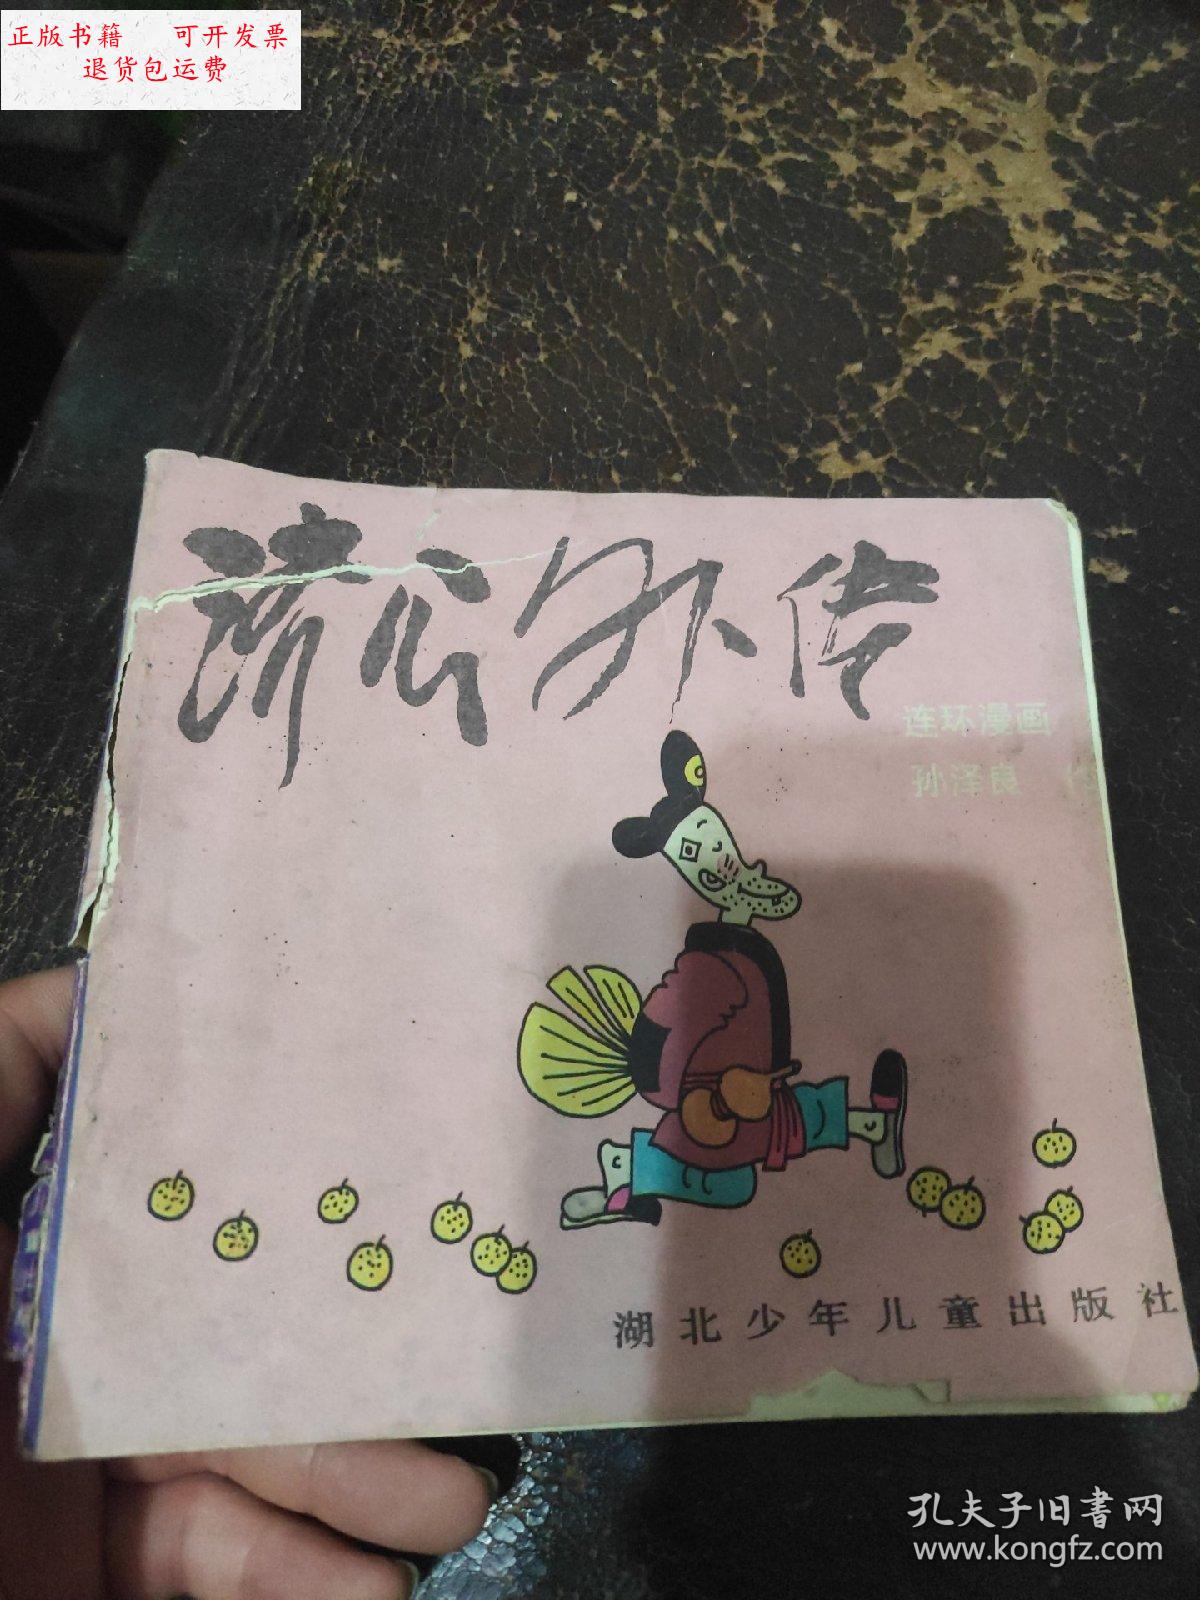 正版书籍 可开发票
退货包运费
济公外传
连环漫画
孙泽良 作
湖北少年儿童出版社
孔夫子旧书网
www.kongfz.com